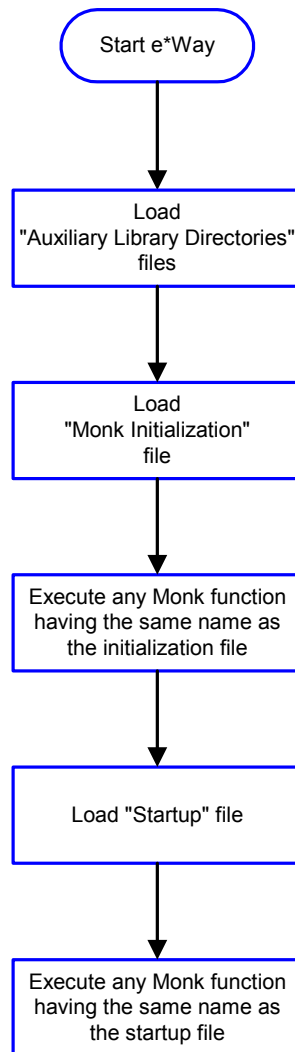 Start e*Way
Load
"Auxiliary Library Directories"
files
Load
"Monk Initialization"
file
Execute any Monk function
having the same name as
the initialization file
Load "Startup" file
Execute any Monk function
having the same name as
the startup file